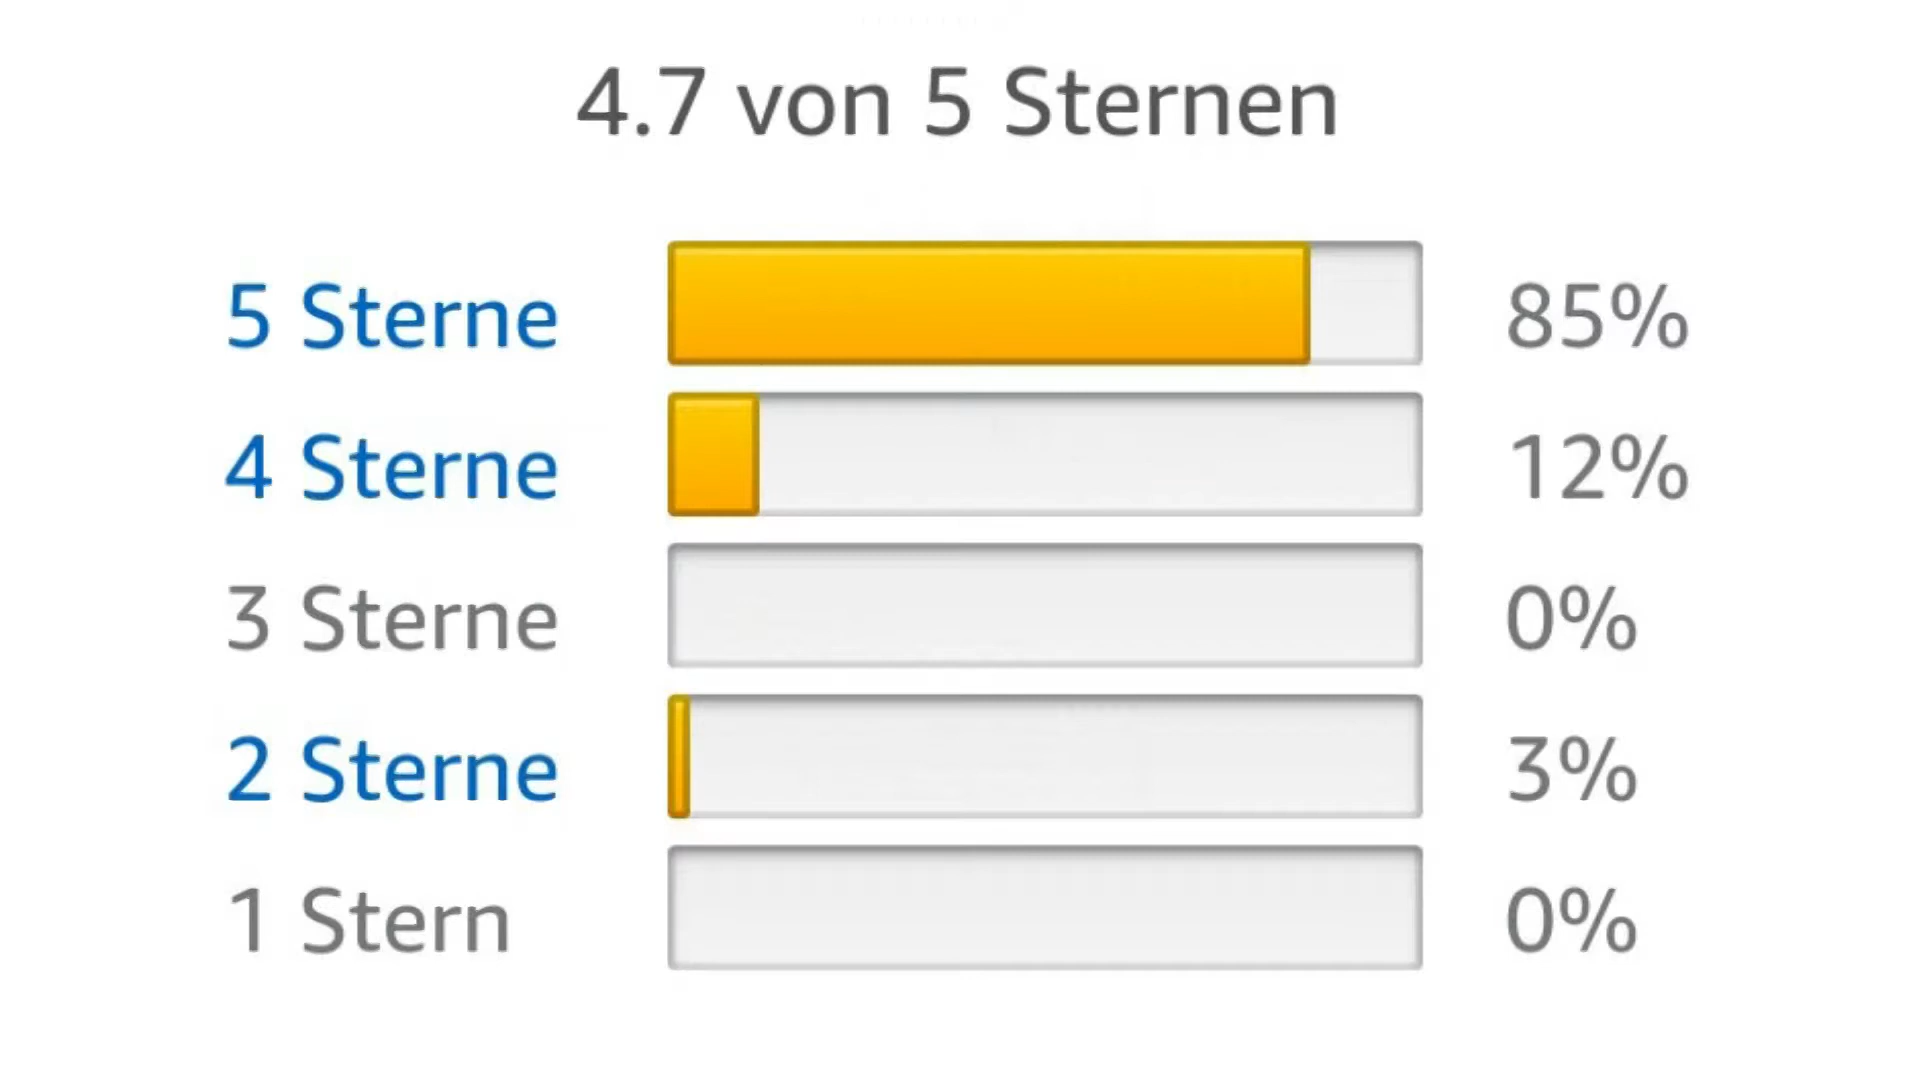 4.7 von 5 Sternen
5 Sterne 85%
4 Sterne 12%
3 Sterne 0%
2 Sterne 3%
1 Stern 0%